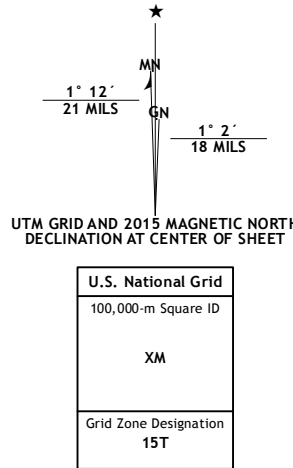 ★
MN
GN
1° 12´
21 MILS
1° 2´
18 MILS
UTM GRID AND 2015 MAGNETIC NORTH
DECLINATION AT CENTER OF SHEET
U.S. National Grid
100,000-m Square ID
XM
Grid Zone Designation
15T